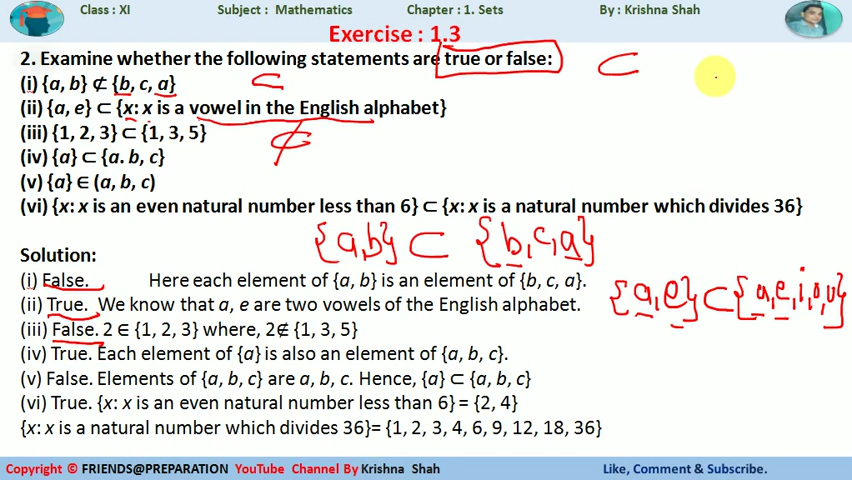 Class : XI Subject : Mathematics Chapter : 1. Sets By : Krishna Shah
Exercise : 1.3
2. Examine whether the following statements are true or false:
⊂
(i) {a, b} ⊄ {b, c, a}
⊂
(ii) {a, e} ⊂ {x: x is a vowel in the English alphabet}
(iii) {1, 2, 3} ⊂ {1, 3, 5}
⊄
(iv) {a} ⊂ {a. b, c}
(v) {a} ∈ (a, b, c)
(vi) {x: x is an even natural number less than 6} ⊂ {x: x is a natural number which divides 36}
{a,b} ⊂ {b,c,a}
Solution:
(i) False. Here each element of {a, b} is an element of {b, c, a}.
{a,e} ⊂ {a,e,i,o,u}
(ii) True. We know that a, e are two vowels of the English alphabet.
(iii) False. 2 ∈ {1, 2, 3} where, 2∉ {1, 3, 5}
(iv) True. Each element of {a} is also an element of {a, b, c}.
(v) False. Elements of {a, b, c} are a, b, c. Hence, {a} ⊂ {a, b, c}
(vi) True. {x: x is an even natural number less than 6} = {2, 4}
{x: x is a natural number which divides 36}= {1, 2, 3, 4, 6, 9, 12, 18, 36}
Copyright © FRIENDS@PREPARATION YouTube Channel By Krishna Shah Like, Comment & Subscribe.